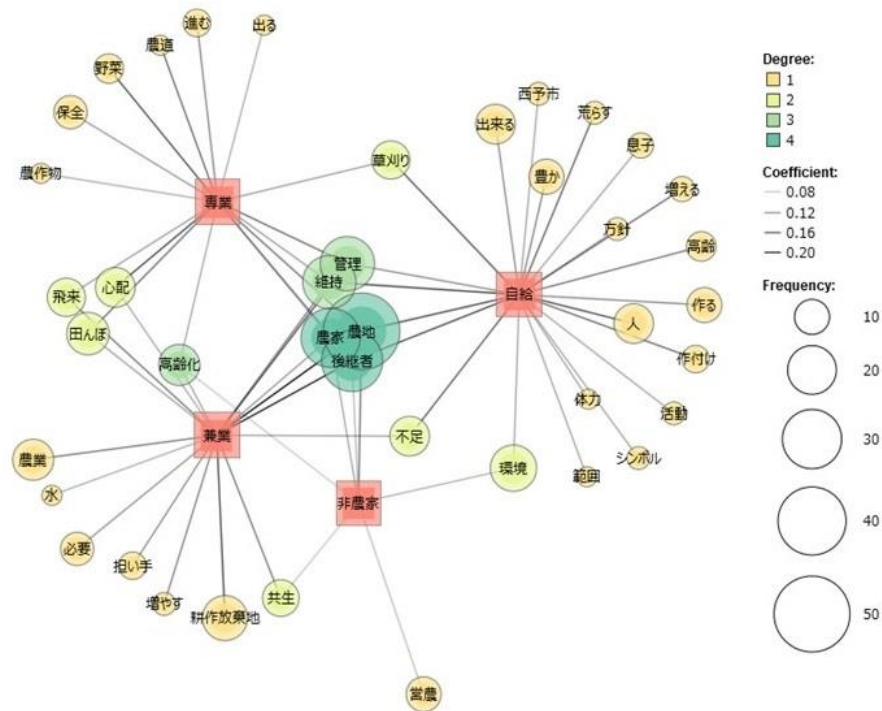 進む
出る
農道
野菜
保全
農作物
専業
草刈り
西予市
出来る
荒らす
息子
豊か
増える
方針
高齢
管理
維持
自給
作る
飛来
心配
田んぼ
農家
農地
後継者
人
作付け
高齢化
体力
活動
兼業
不足
シンボル
環境
範囲
農業
水
非農家
必要
担い手
増やす
耕作放棄地
共生
営農
Degree:
1
2
3
4
Coefficient:
0.08
0.12
0.16
0.20
Frequency:
10
20
30
40
50